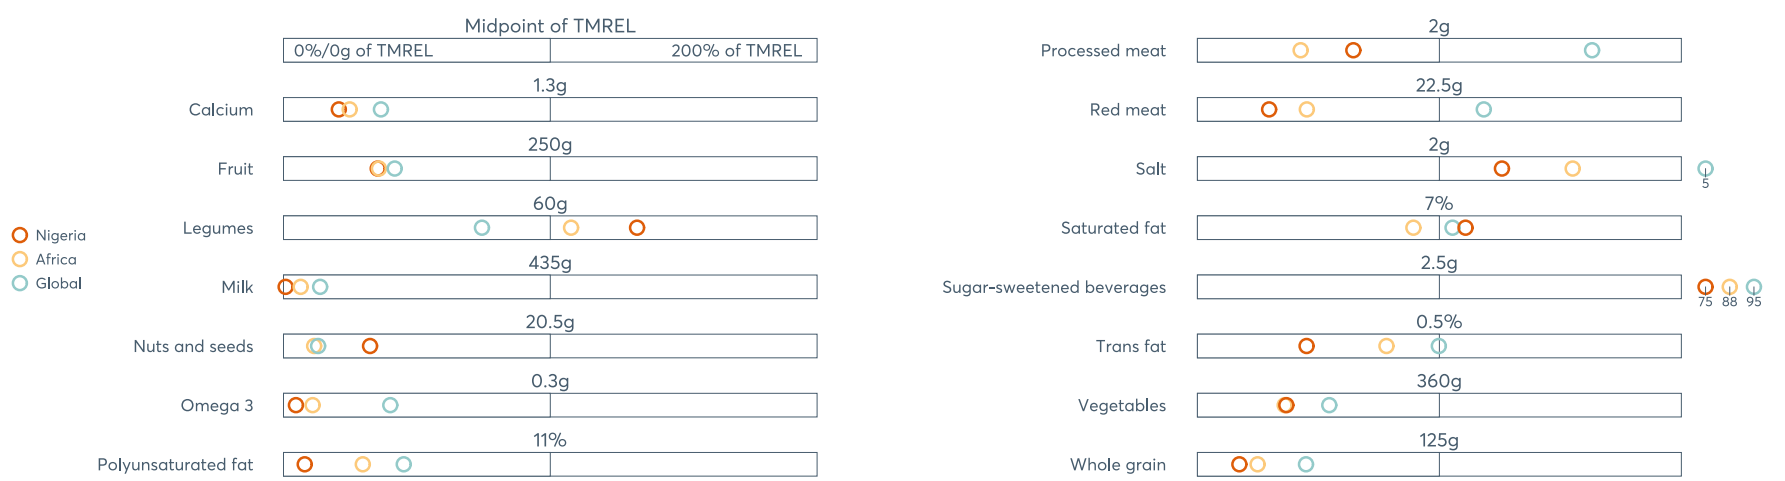 Midpoint of TMREL
0%/0g of TMREL 200% of TMREL
1.3g
Calcium
250g
Fruit
60g
Legumes
435g
Milk
20.5g
Nuts and seeds
0.3g
Omega 3
11%
Polyunsaturated fat
Nigeria
Africa
Global
2g
Processed meat
22.5g
Red meat
2g
Salt
5
7%
Saturated fat
2.5g
Sugar-sweetened beverages
75 88 95
0.5%
Trans fat
360g
Vegetables
125g
Whole grain